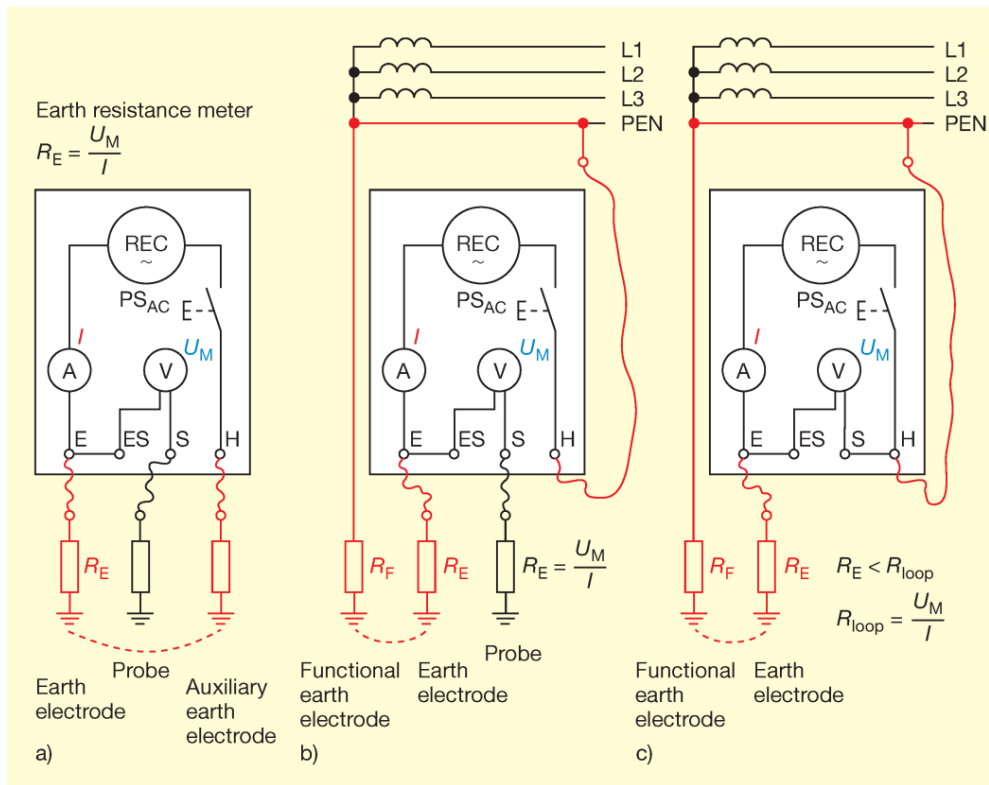 Earth resistance meter
R_E = U_M / I
REC
~
PS_AC
E
I
U_M
A
V
E
ES
S
H
R_E
Probe
Earth
electrode
Auxiliary
earth
electrode
a)
L1
L2
L3
PEN
REC
~
PS_AC
E
I
U_M
A
V
E
ES
S
H
R_F
R_E
R_E = U_M / I
Probe
Functional
earth
electrode
Earth
electrode
b)
L1
L2
L3
PEN
REC
~
PS_AC
E
I
U_M
A
V
E
ES
S
H
R_F
R_E
R_E < R_loop
R_loop = U_M / I
Functional
earth
electrode
Earth
electrode
c)